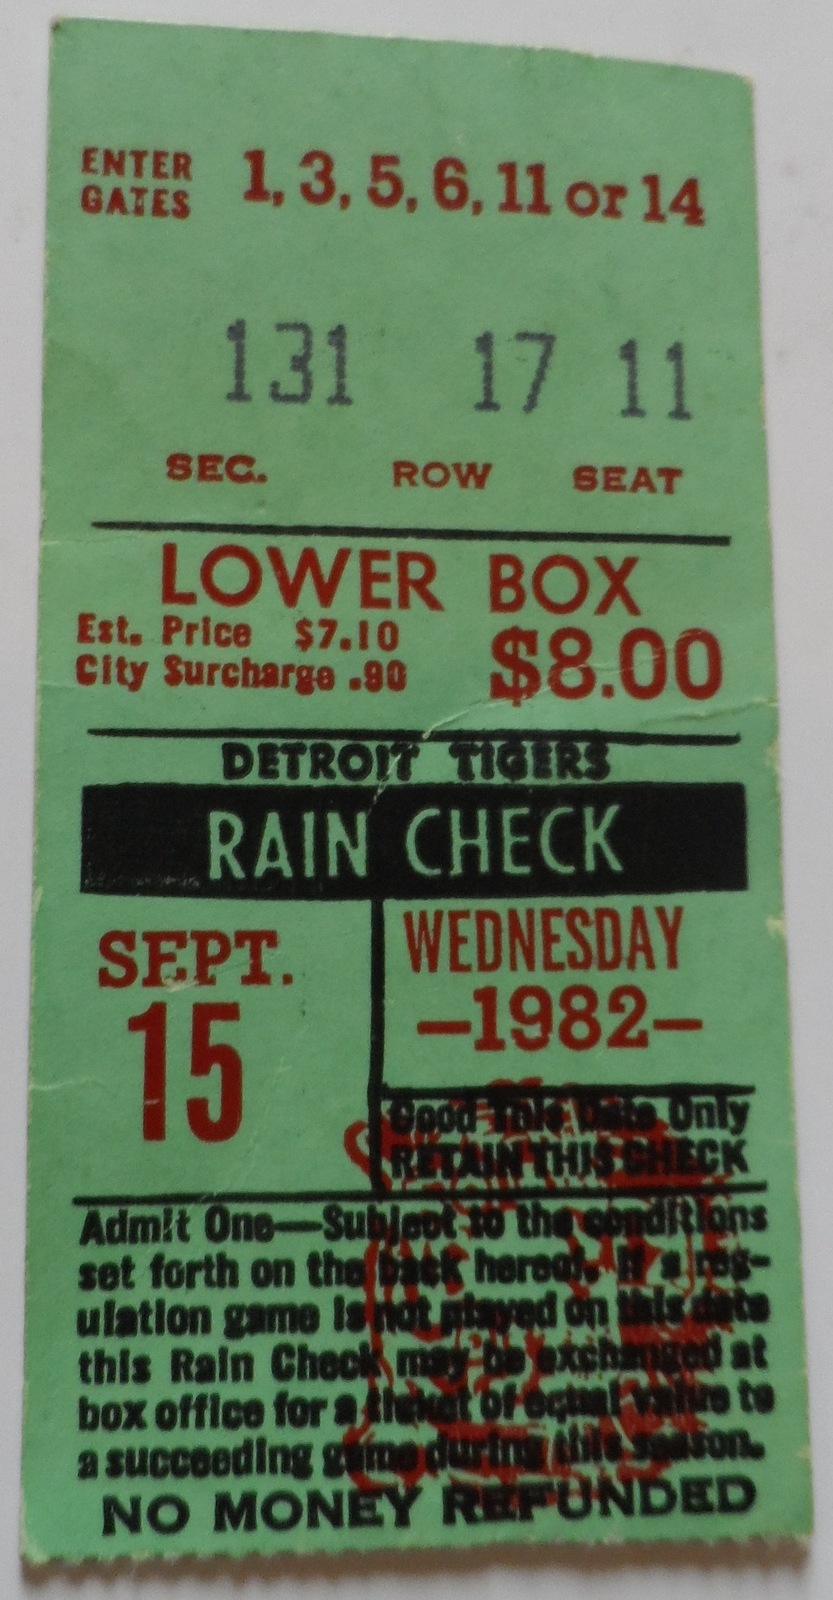 ENTER GATES 1, 3, 5, 6, 11 or 14
131 17 11
SEC. ROW SEAT
LOWER BOX
Est. Price $7.10
City Surcharge .90 $8.00
DETROIT TIGERS
RAIN CHECK
SEPT. 15
WEDNESDAY
—1982—
Good This Date Only
RETAIN THIS CHECK
Admit One—Subject to the conditions
set forth on the back hereof. If a reg-
ulation game is not played on this date
this Rain Check may be exchanged at
box office for a ticket of equal value to
a succeeding game during this season.
NO MONEY REFUNDED